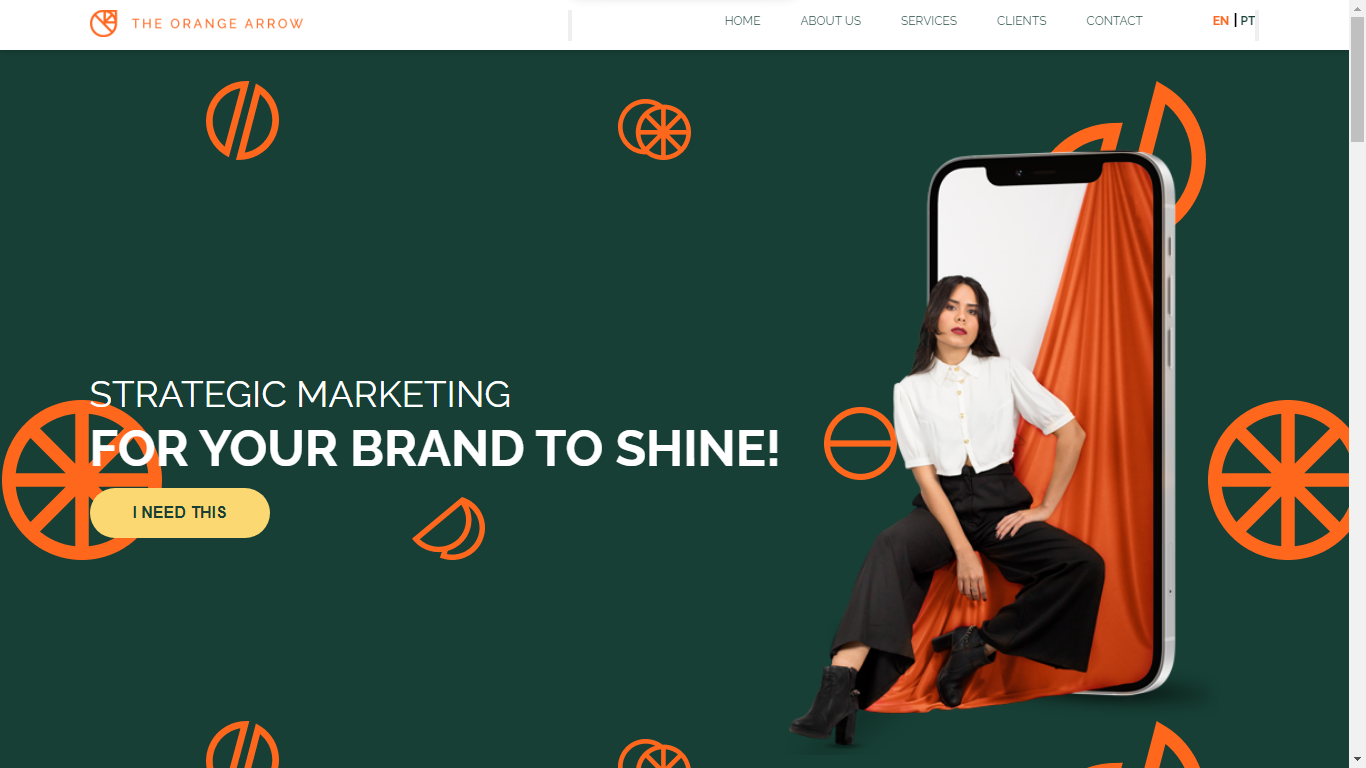 THE ORANGE ARROW
HOME ABOUT US SERVICES CLIENTS CONTACT EN | PT
STRATEGIC MARKETING
FOR YOUR BRAND TO SHINE!
I NEED THIS